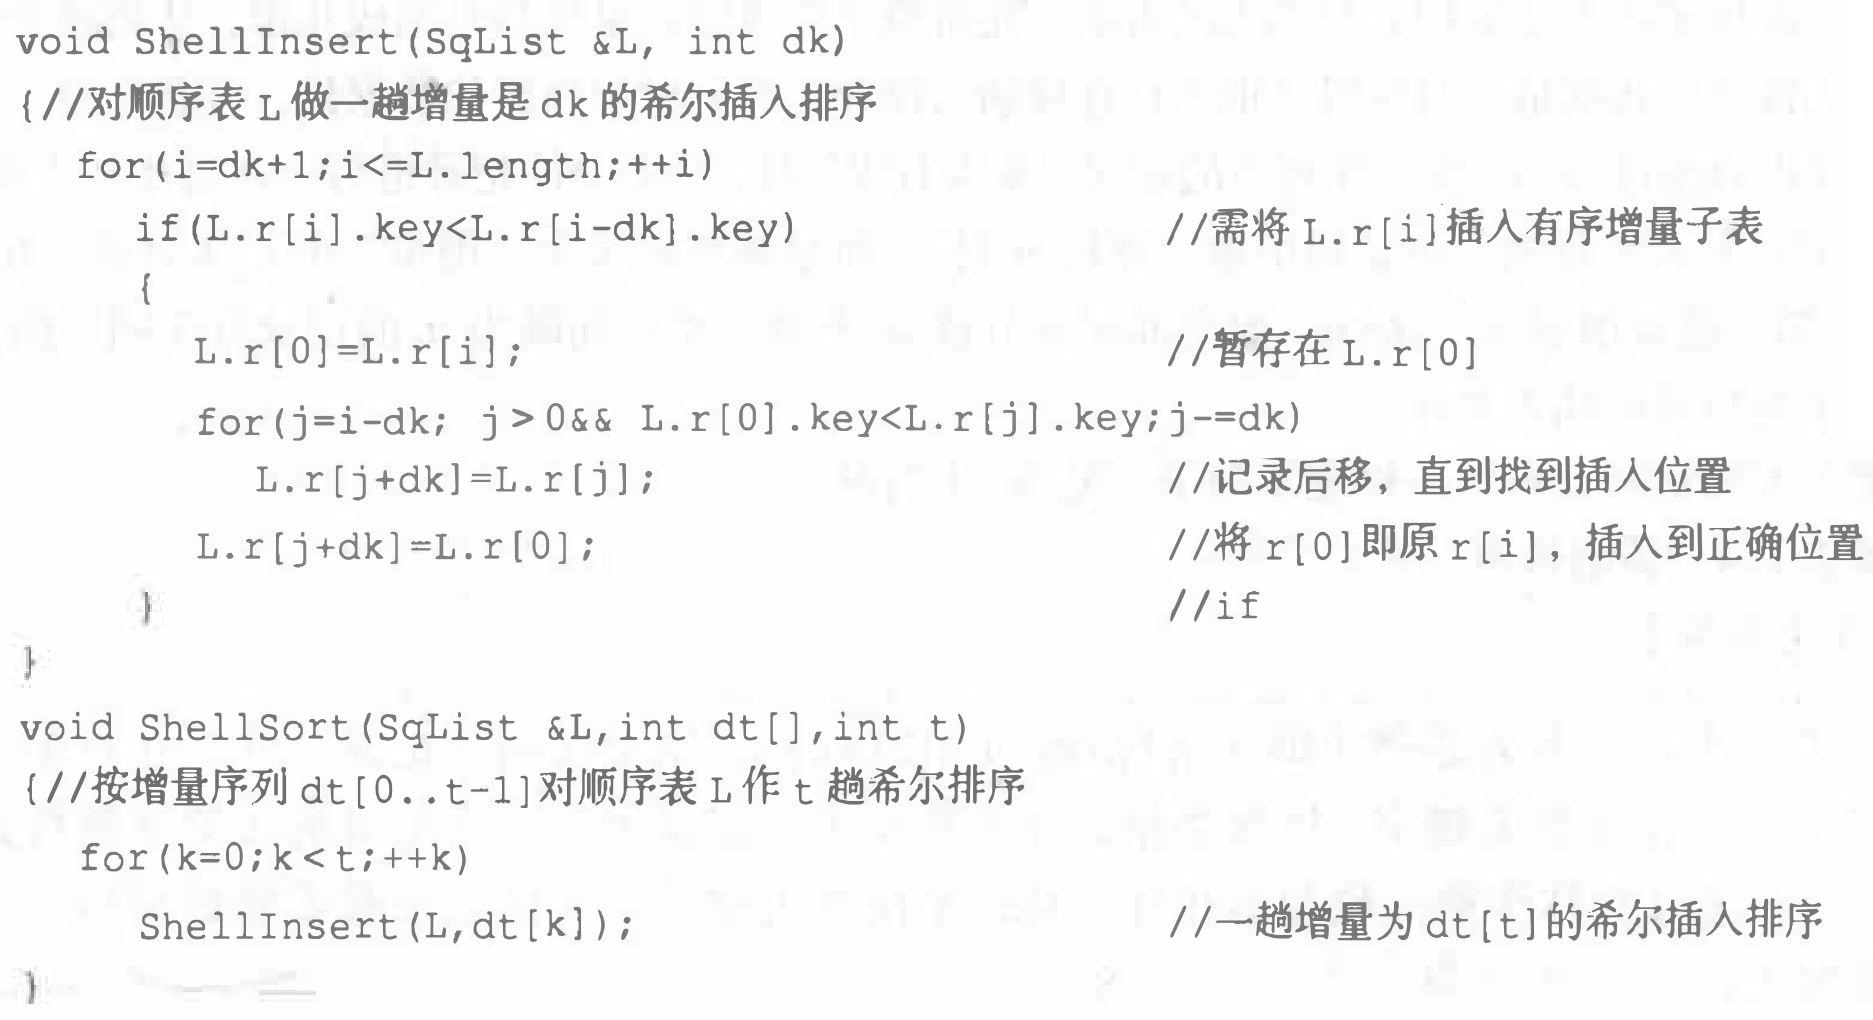 void ShellInsert(SqList &L, int dk)
{//对顺序表 L 做一趟增量是 dk 的希尔插入排序
for(i=dk+1;i<=L.length;++i)
if(L.r[i].key<L.r[i-dk].key) //需将 L.r[i]插入有序增量子表
{
L.r[0]=L.r[i]; //暂存在 L.r[0]
for(j=i-dk; j>0&& L.r[0].key<L.r[j].key;j-=dk)
L.r[j+dk]=L.r[j]; //记录后移，直到找到插入位置
L.r[j+dk]=L.r[0]; //将 r[0]即原 r[i]，插入到正确位置
} //if
}
void ShellSort(SqList &L,int dt[],int t)
{//按增量序列 dt[0..t-1]对顺序表 L 作 t 趟希尔排序
for(k=0;k<t;++k)
ShellInsert(L,dt[k]); //一趟增量为 dt[t]的希尔插入排序
}